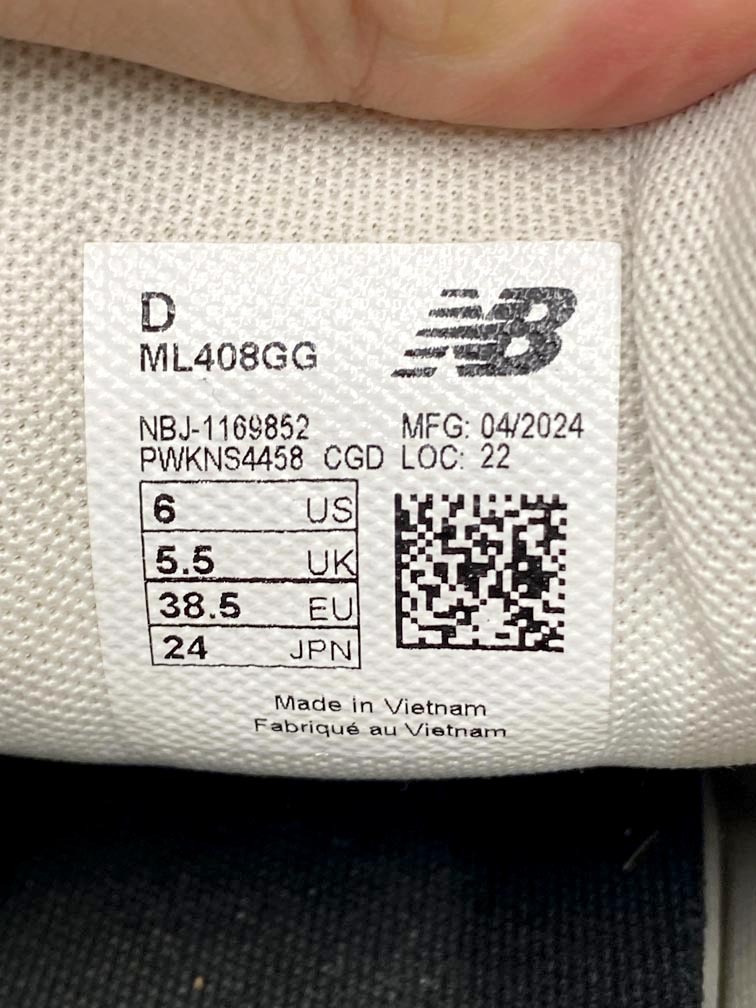 D
NB
ML408GG
NBJ-1169852 MFG: 04/2024
PWKNS4458 CGD LOC: 22
6 US
5.5 UK
38.5 EU
24 JPN
Made in Vietnam
Fabriqué au Vietnam